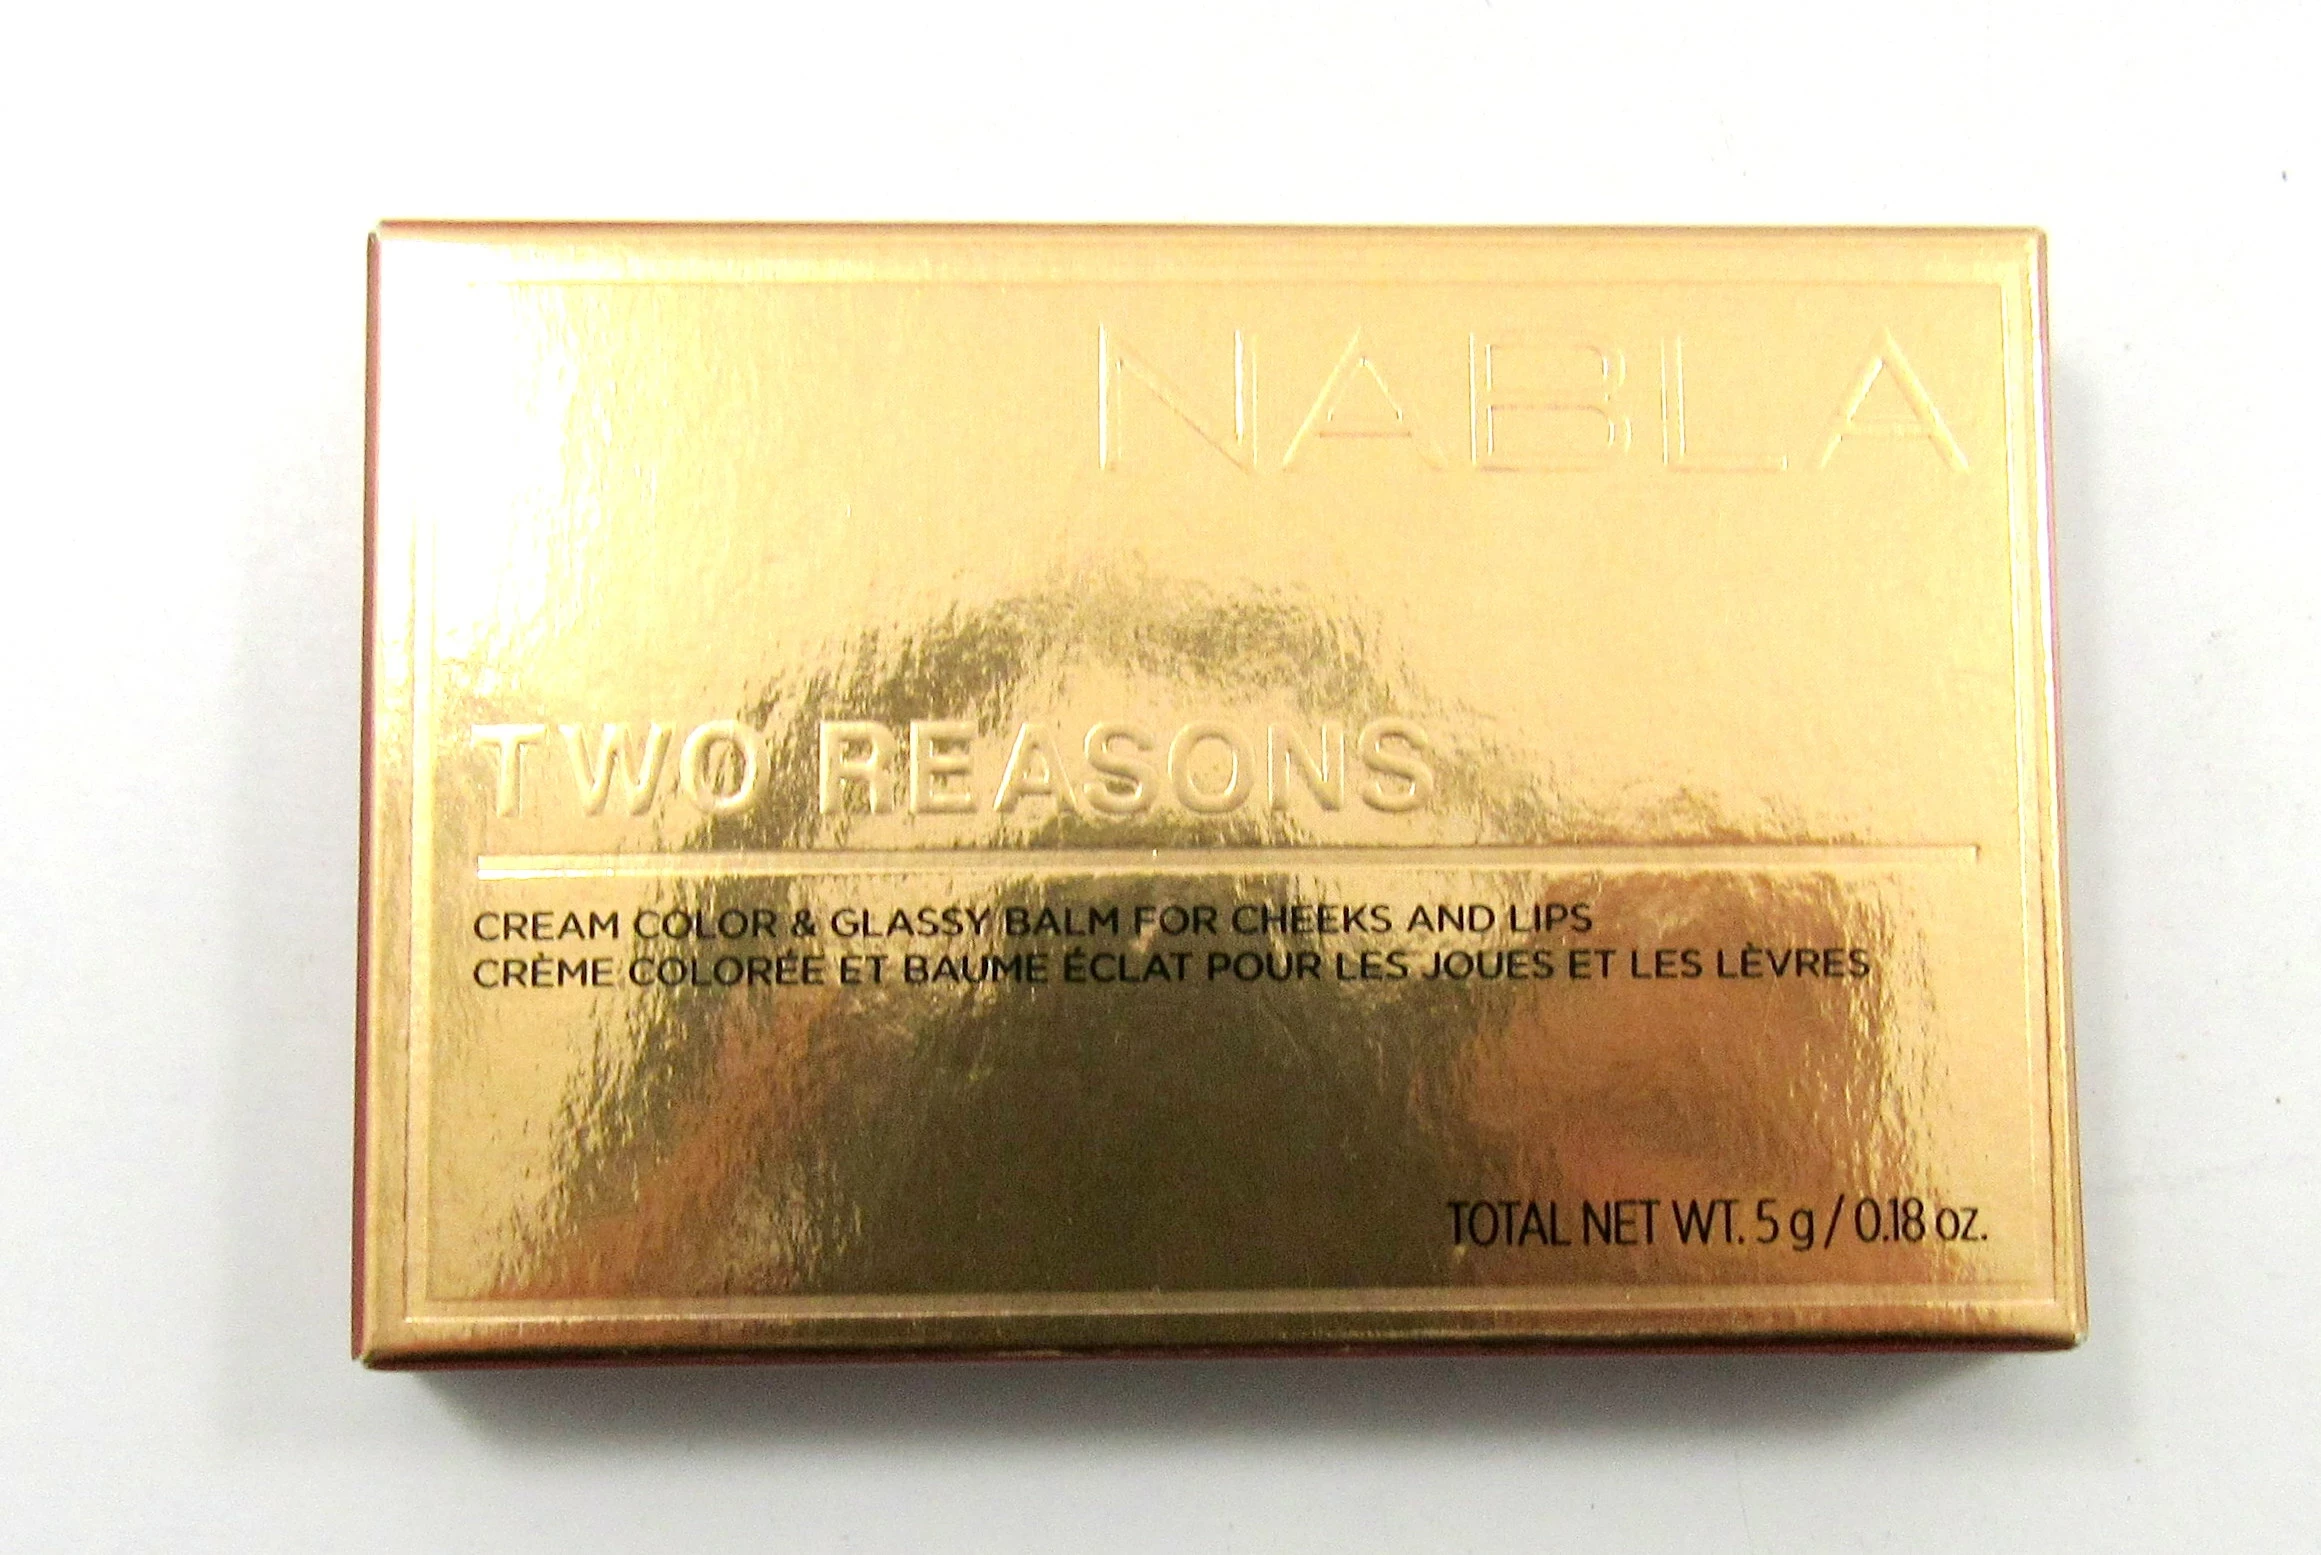 NABLA
TWO REASONS
CREAM COLOR & GLASSY BALM FOR CHEEKS AND LIPS
CRÈME COLORÉE ET BAUME ÉCLAT POUR LES JOUES ET LES LÈVRES
TOTAL NET WT. 5 g / 0.18 oz.